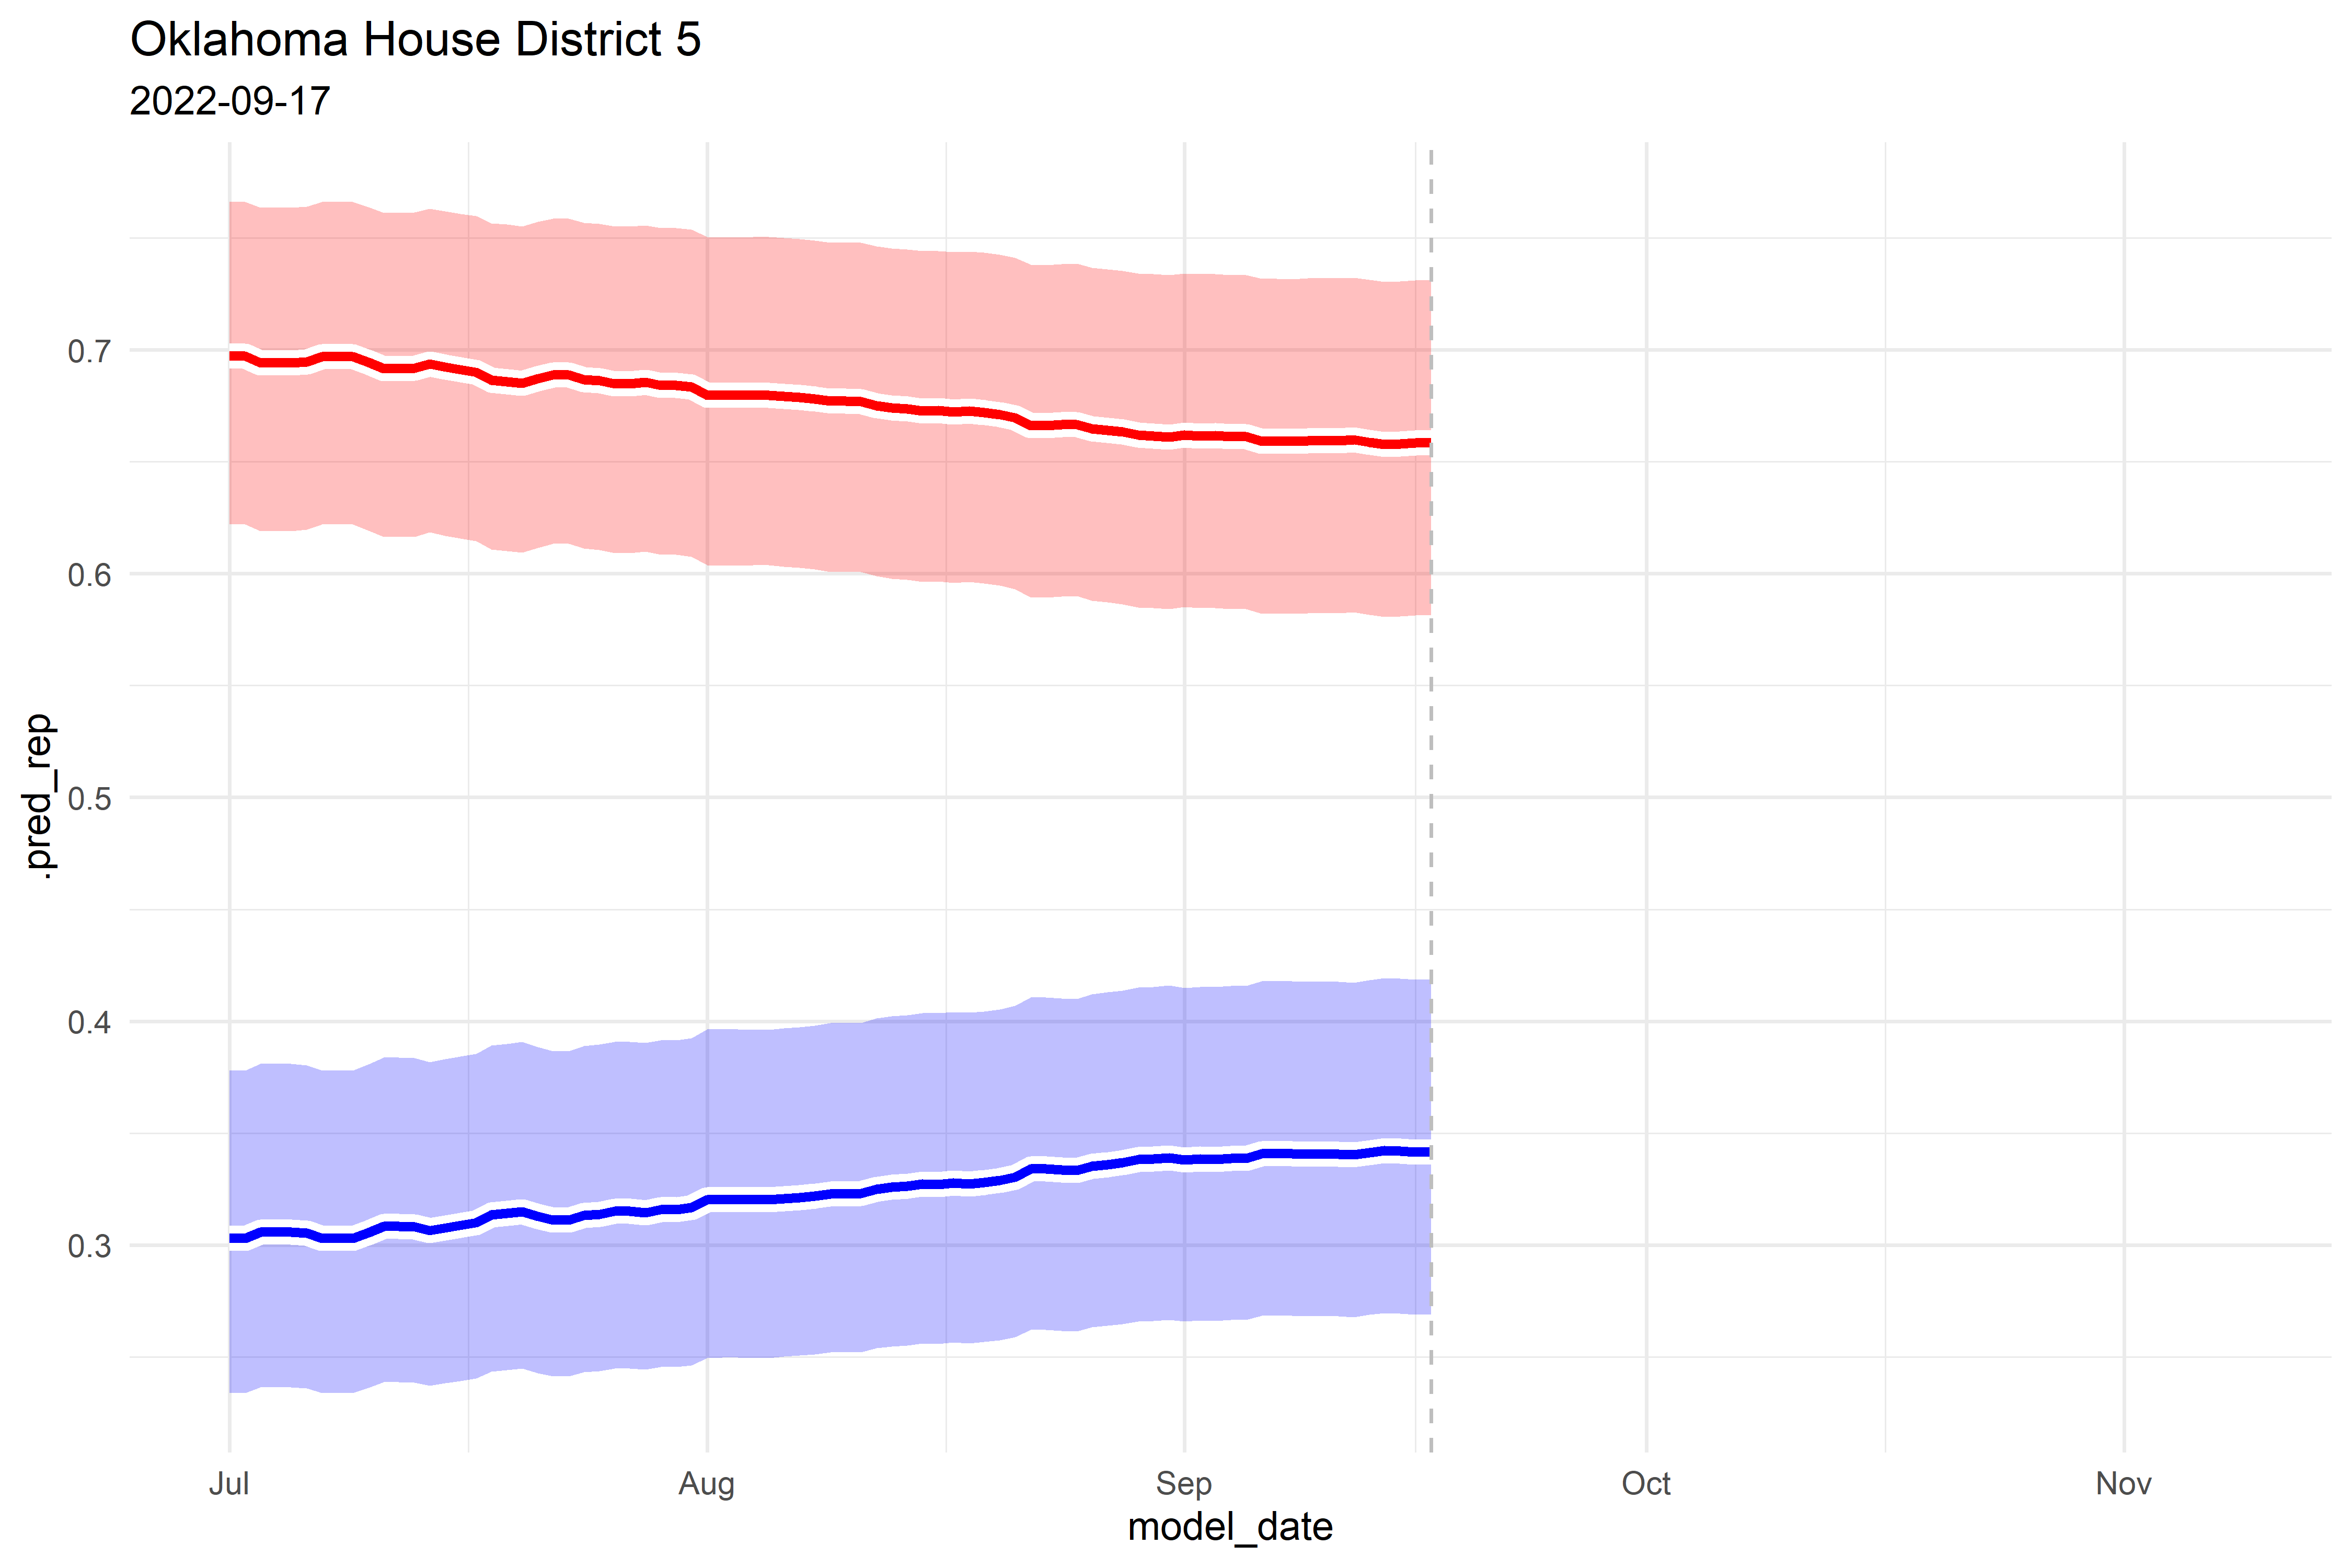 Oklahoma House District 5
2022-09-17
.pred_rep
0.7
0.6
0.5
0.4
0.3
Jul Aug Sep Oct Nov
model_date